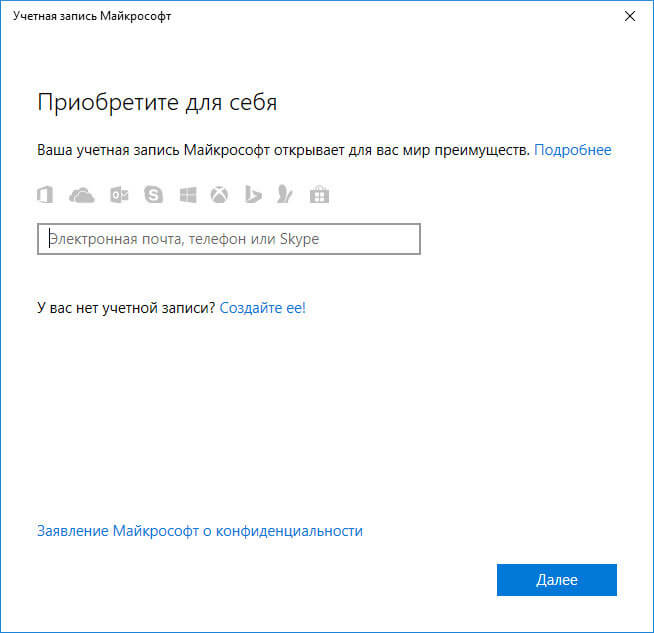 Учетная запись Майкрософт
Приобретите для себя
Ваша учетная запись Майкрософт открывает для вас мир преимуществ. Подробнее
Электронная почта, телефон или Skype
У вас нет учетной записи? Создайте ее!
Заявление Майкрософт о конфиденциальности
Далее